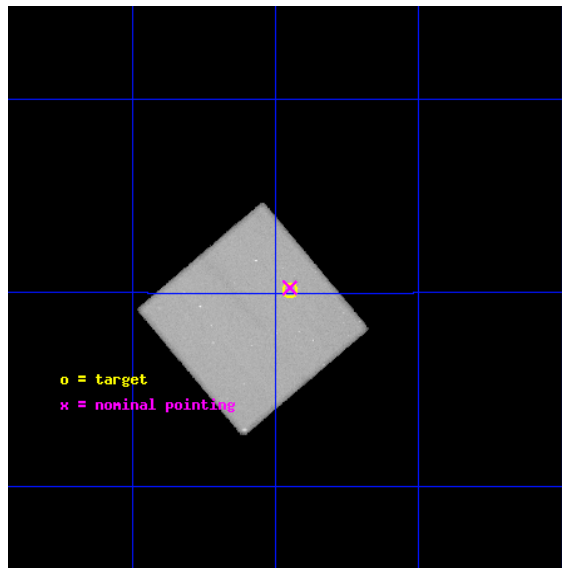 o = target
x = nominal pointing